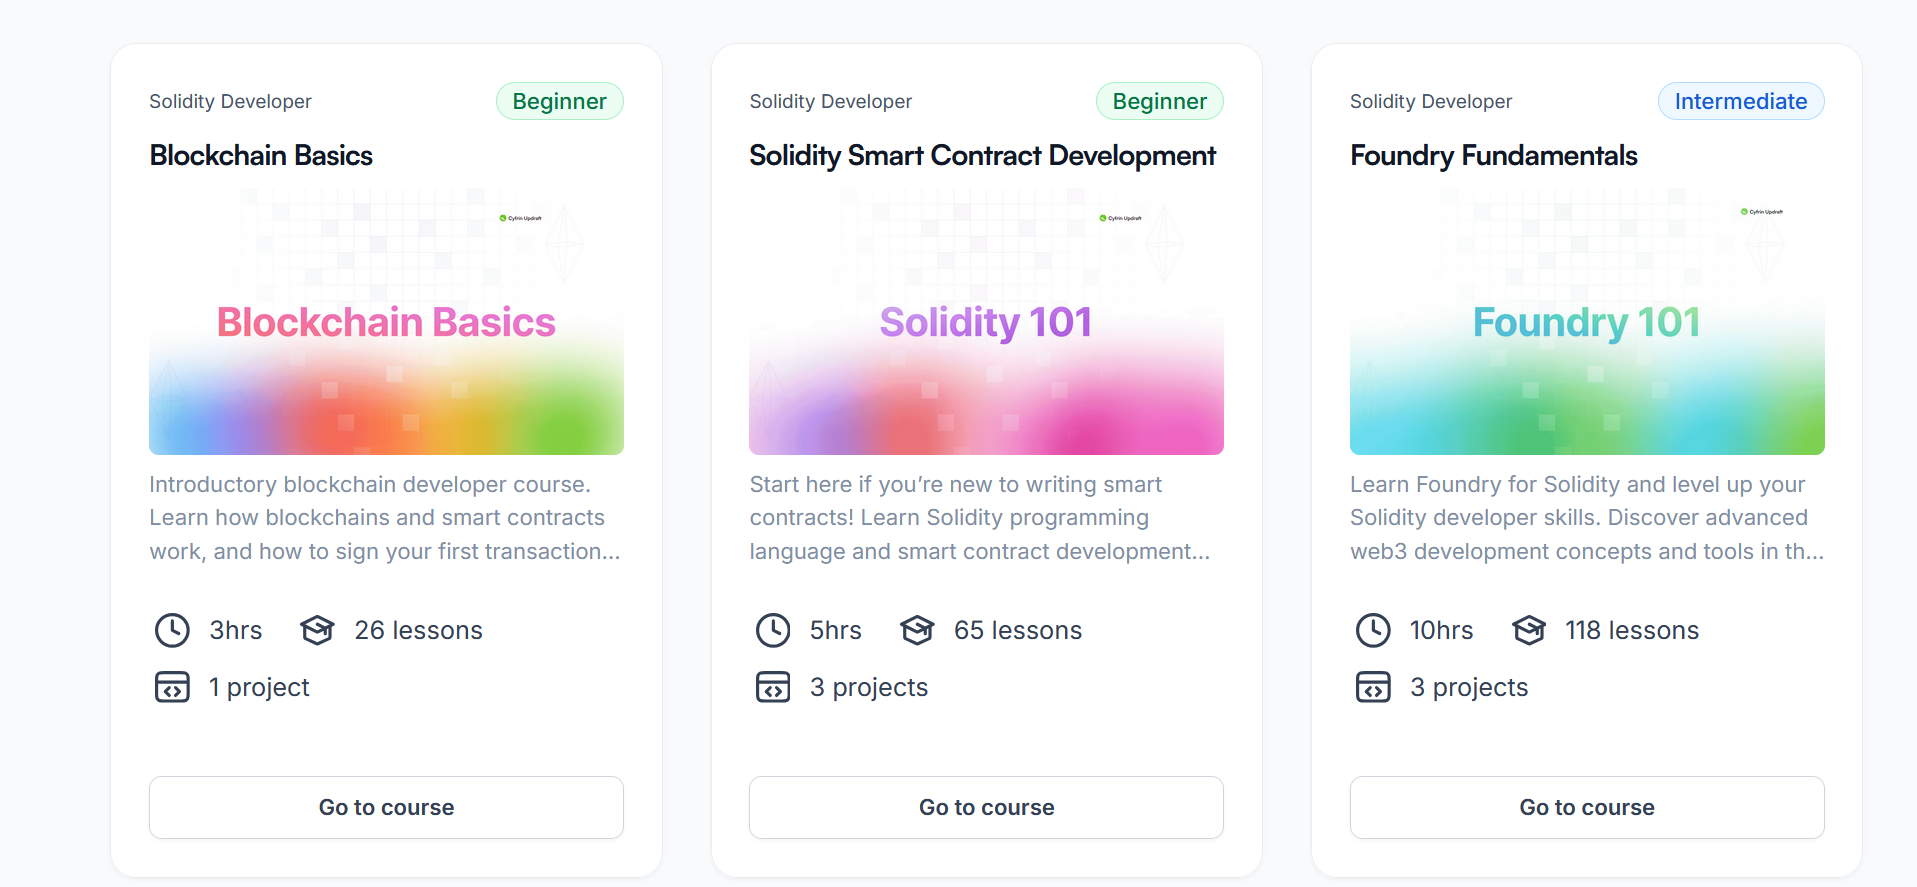 Solidity Developer
Beginner
Blockchain Basics
Cyfrin Updraft
Blockchain Basics
Introductory blockchain developer course.
Learn how blockchains and smart contracts
work, and how to sign your first transaction...
3hrs
26 lessons
1 project
Go to course
Solidity Developer
Beginner
Solidity Smart Contract Development
Cyfrin Updraft
Solidity 101
Start here if you’re new to writing smart
contracts! Learn Solidity programming
language and smart contract development...
5hrs
65 lessons
3 projects
Go to course
Solidity Developer
Intermediate
Foundry Fundamentals
Cyfrin Updraft
Foundry 101
Learn Foundry for Solidity and level up your
Solidity developer skills. Discover advanced
web3 development concepts and tools in th...
10hrs
118 lessons
3 projects
Go to course